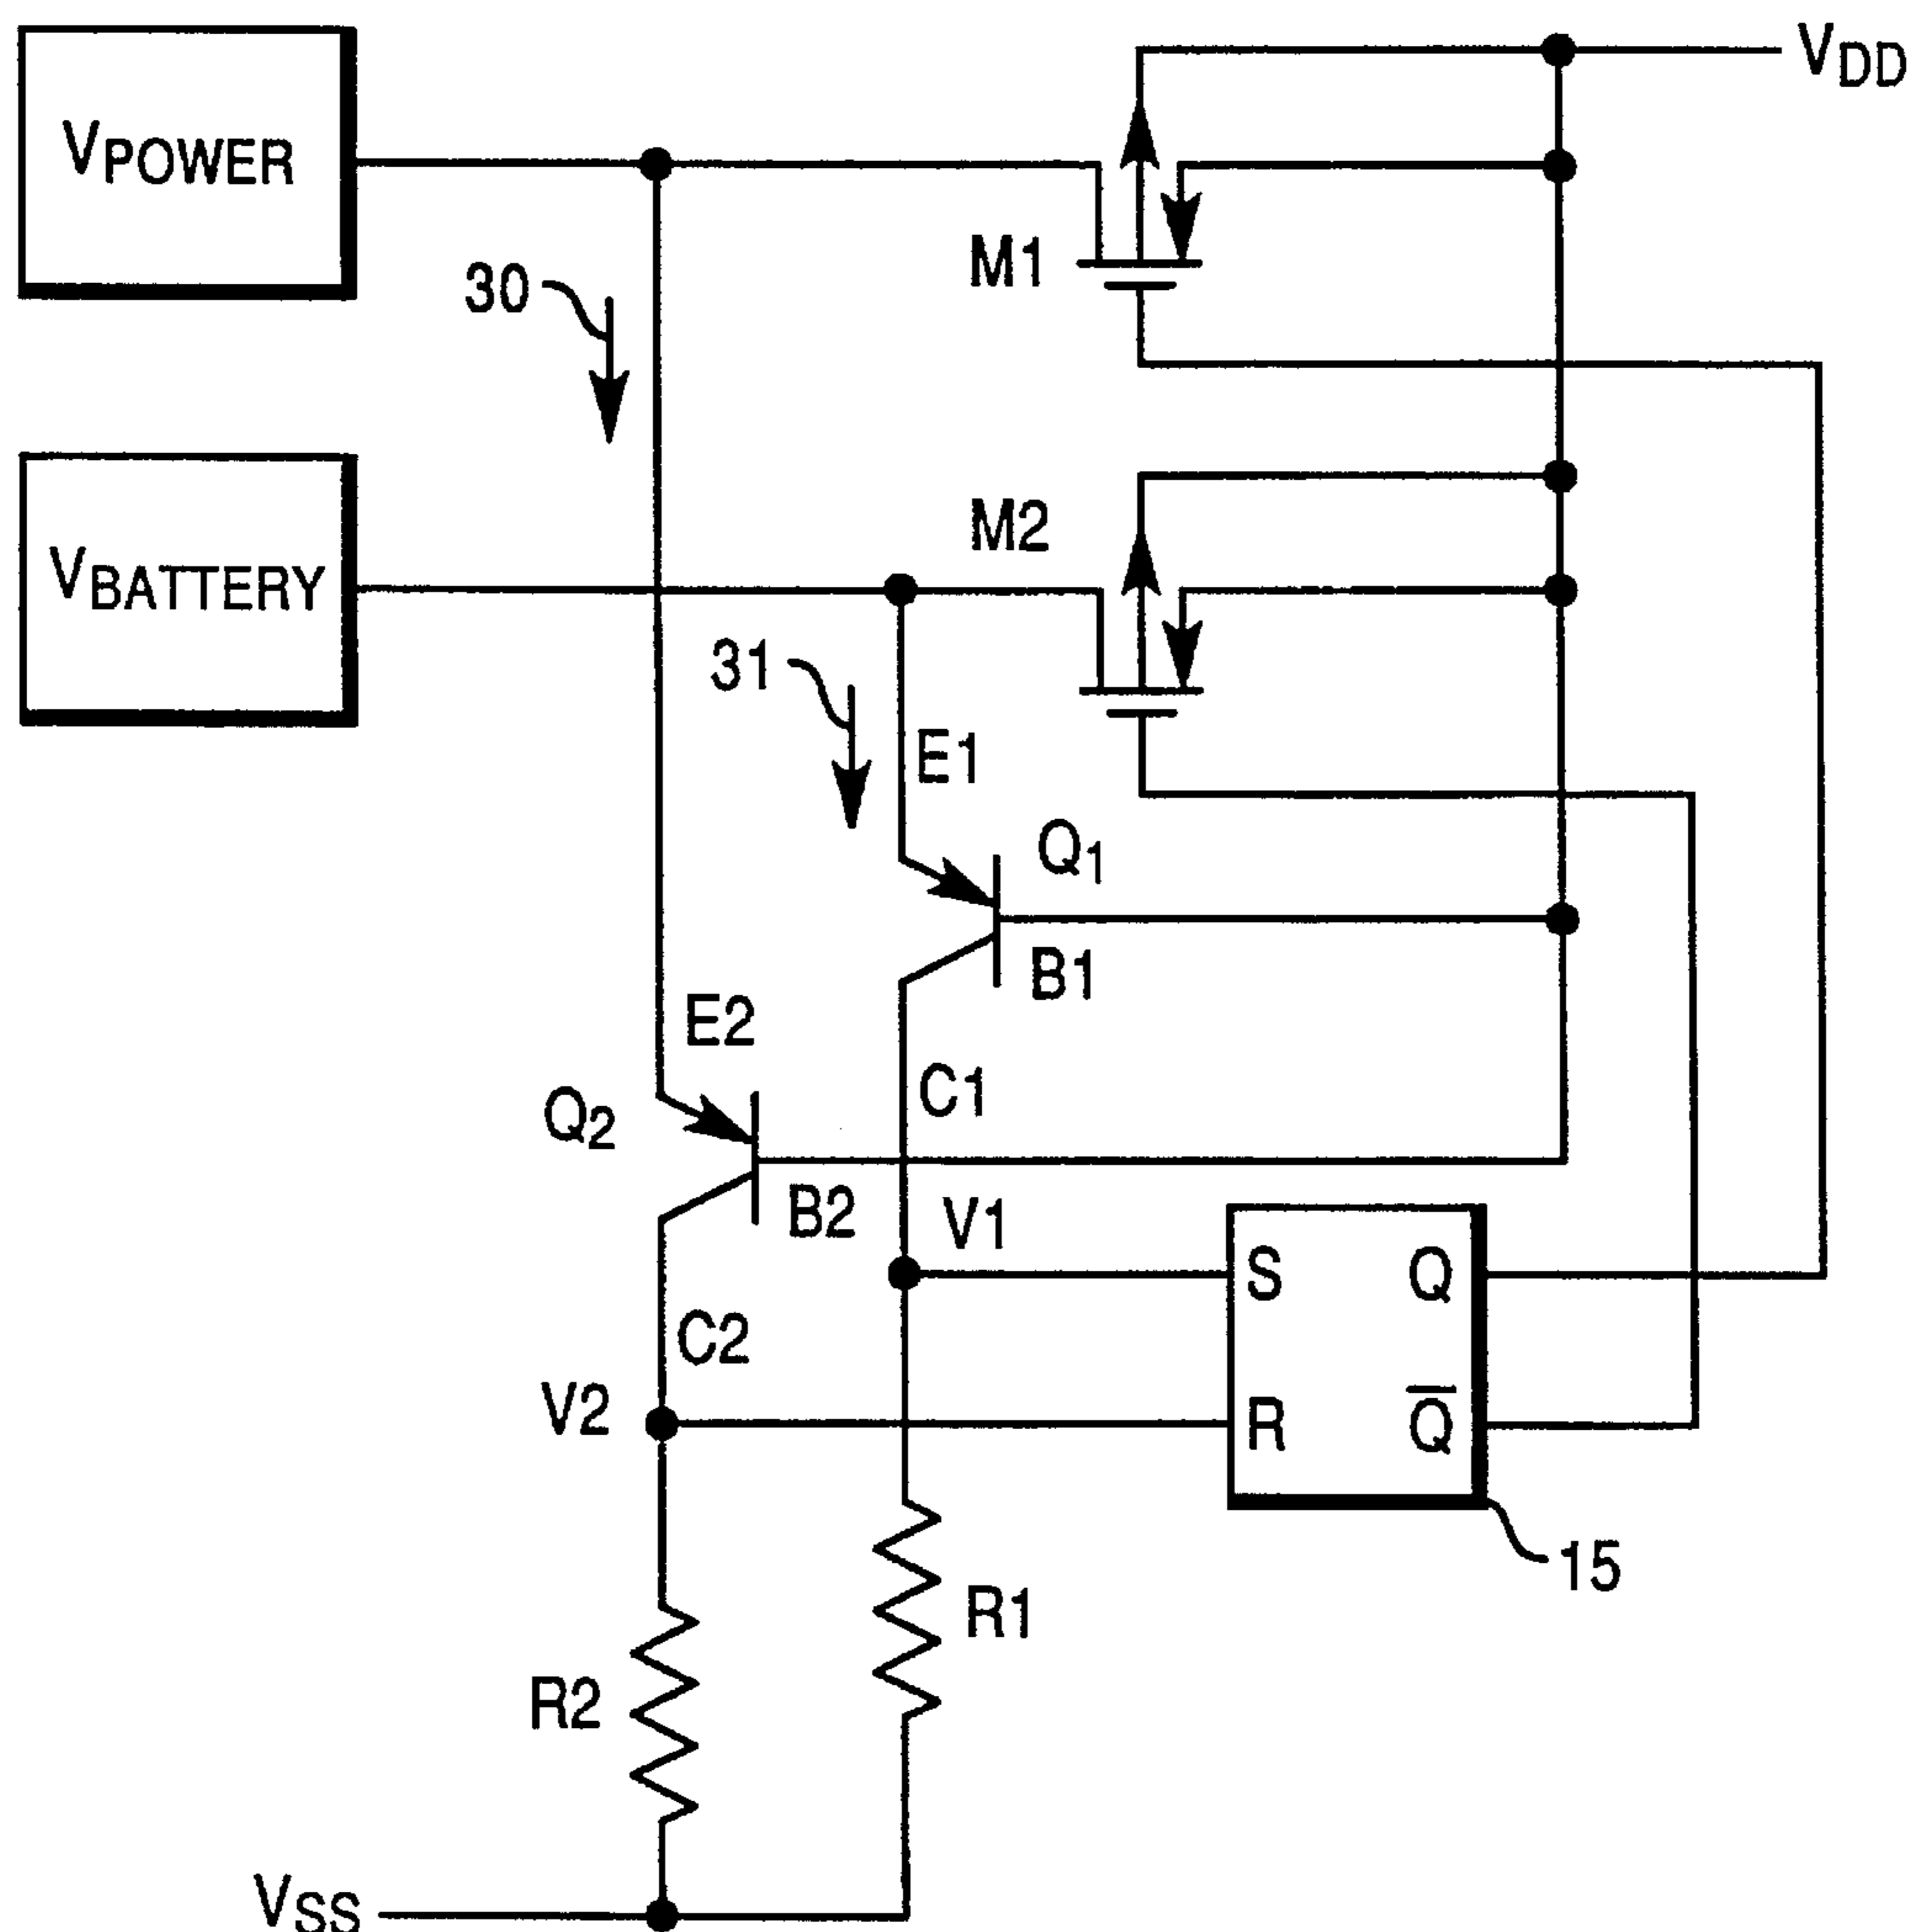 VDD
VPOWER
M1
30
M2
VBATTERY
31
E1
Q1
B1
E2
C1
Q2
B2
V1
S Q
C2
V2
R Q̅
15
R1
R2
VSS